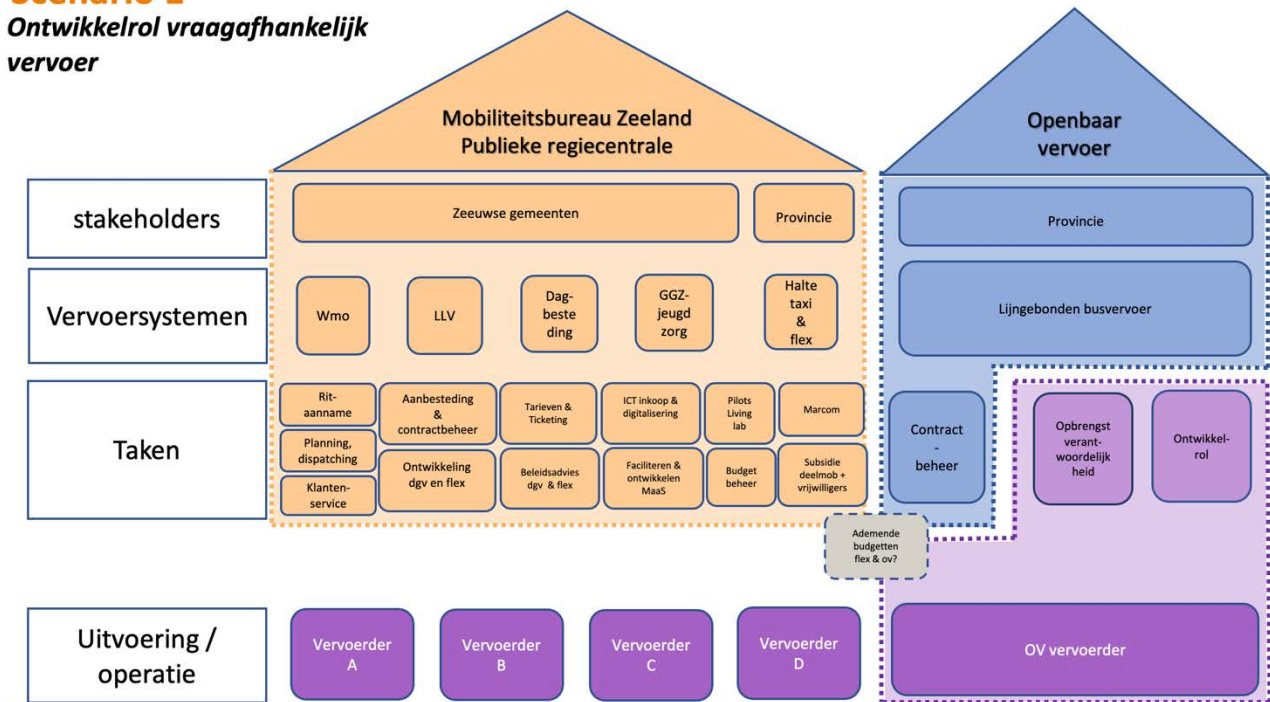 Ontwikkelrol vraagafhankelijk
vervoer
Mobiliteitsbureau Zeeland
Publieke regiecentrale
Openbaar
vervoer
stakeholders
Zeeuwse gemeenten
Provincie
Provincie
Vervoersystemen
Wmo
LLV
Dag-
beste
ding
GGZ-
jeugd
zorg
Halte
taxi
&
flex
Lijngebonden busvervoer
Taken
Rit-
aanname
Planning,
dispatching
Klanten-
service
Aanbesteding
&
contractbeheer
Ontwikkeling
dgv en flex
Tarieven &
Ticketing
Beleidsadvies
dgv & flex
ICT inkoop &
digitalisering
Faciliteren &
ontwikkelen
MaaS
Pilots
Living
lab
Budget
beheer
Marcom
Subsidie
deelmob +
vrijwilligers
Contract
-
beheer
Opbrengst
verant-
woordelijk
heid
Ontwikkel-
rol
Ademende
budgetten
flex & ov?
Uitvoering /
operatie
Vervoerder
A
Vervoerder
B
Vervoerder
C
Vervoerder
D
OV vervoerder